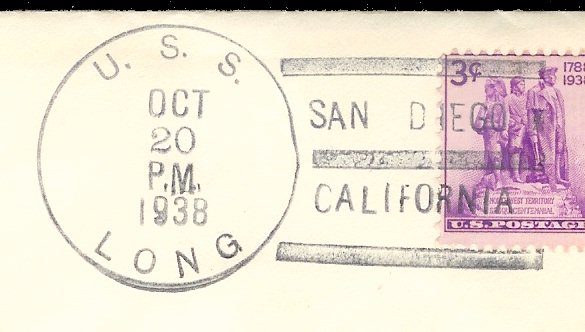 U. S. S.
OCT
20
P.M.
1938
LONG
SAN DIEGO
CALIFORNIA
3¢
1788
1938
NORTHWEST TERRITORY
SESQUICENTENNIAL
U.S. POSTAGE